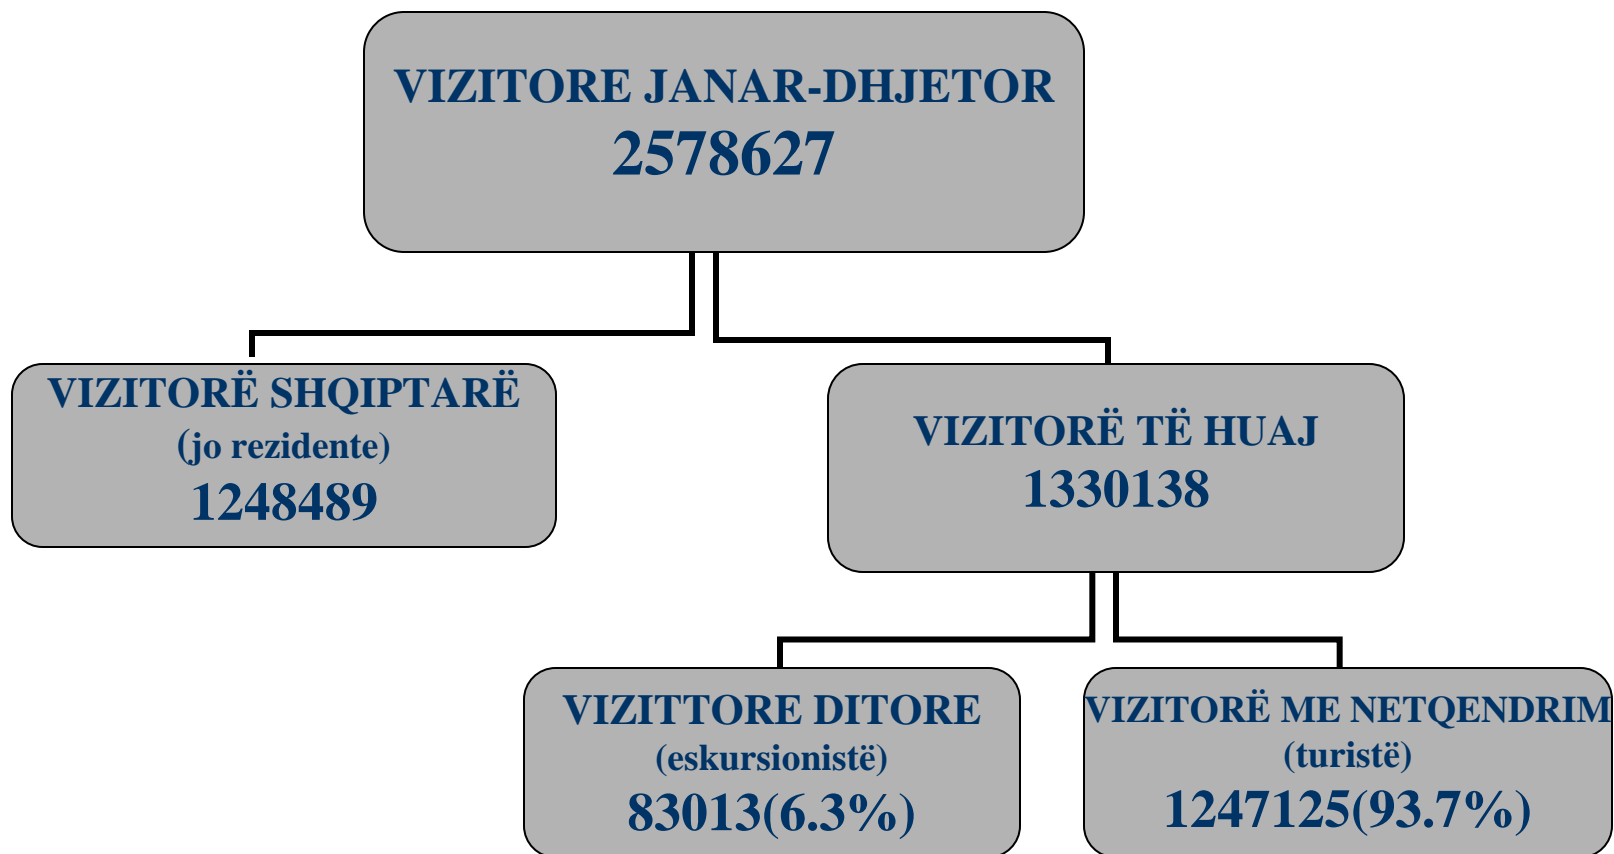 VIZITORE JANAR-DHJETOR
2578627
VIZITORË SHQIPTARË
(jo rezidente)
1248489
VIZITORË TË HUAJ
1330138
VIZITTORE DITORE
(eskursionistë)
83013(6.3%)
VIZITORË ME NETQENDRIM
(turistë)
1247125(93.7%)